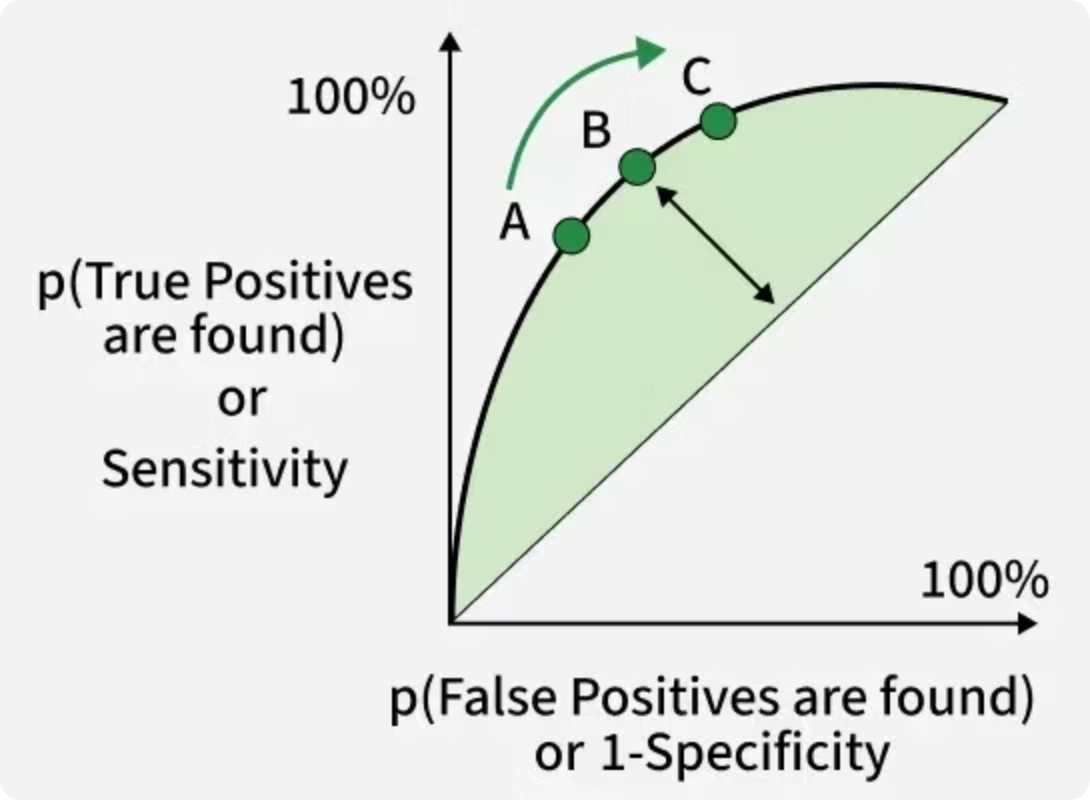 100%
C
B
A
p(True Positives
are found)
or
Sensitivity
100%
p(False Positives are found)
or 1-Specificity